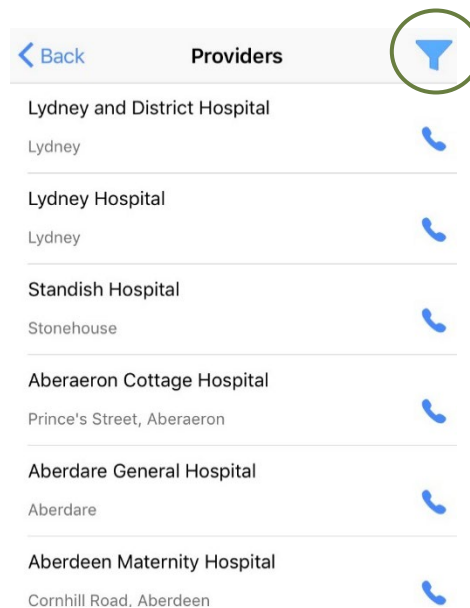 Back Providers
Lydney and District Hospital
Lydney
Lydney Hospital
Lydney
Standish Hospital
Stonehouse
Aberaeron Cottage Hospital
Prince's Street, Aberaeron
Aberdare General Hospital
Aberdare
Aberdeen Maternity Hospital
Cornhill Road, Aberdeen